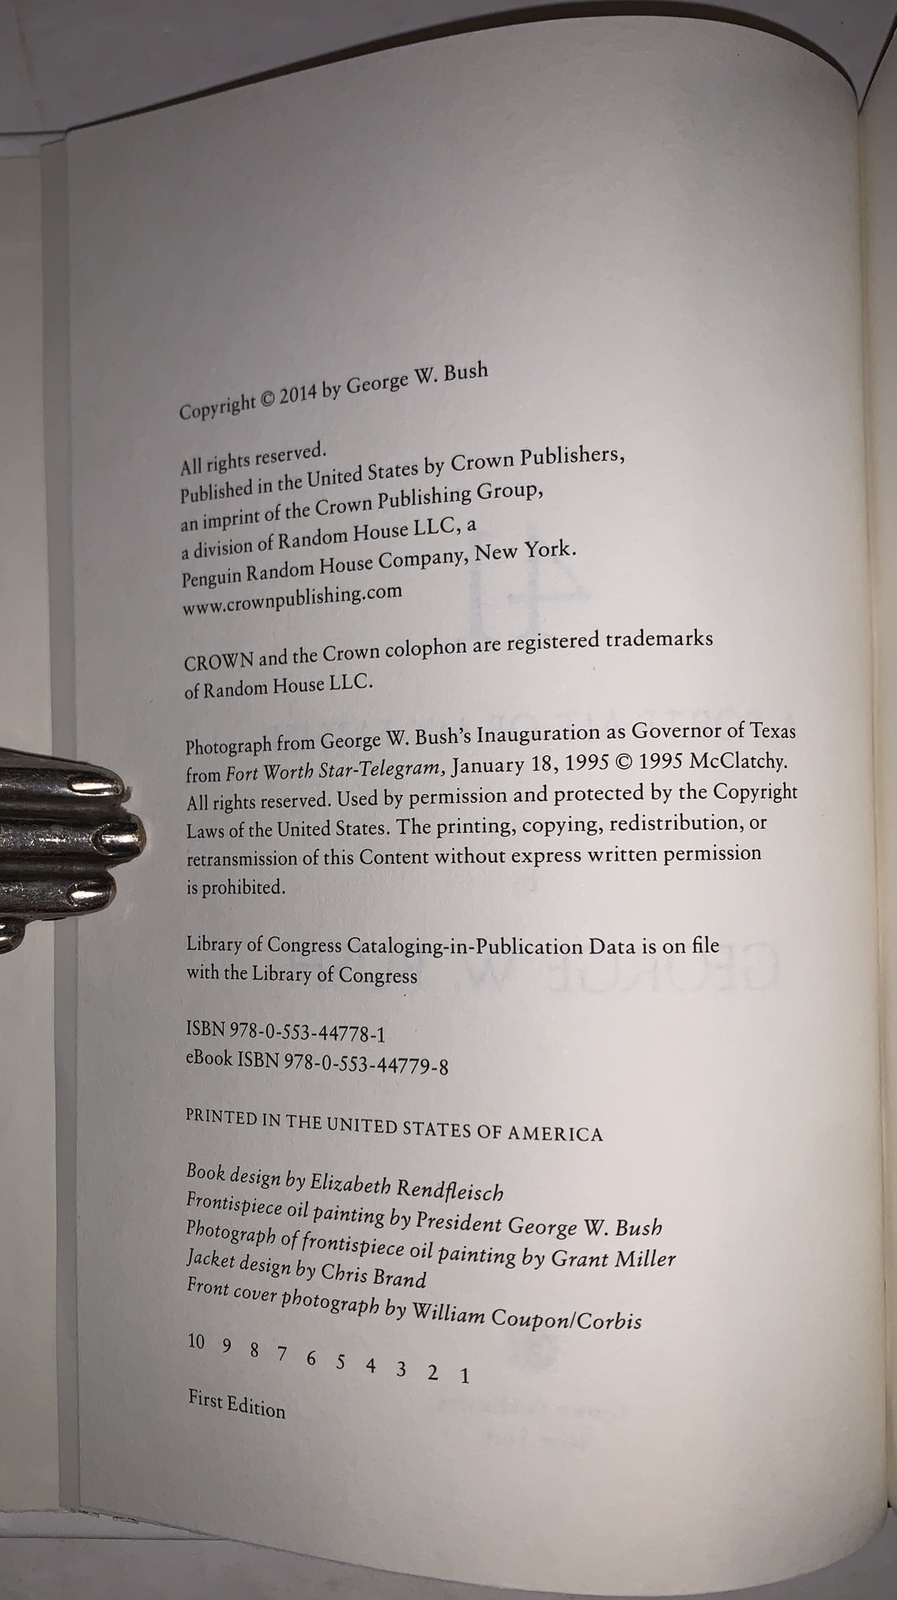 Copyright © 2014 by George W. Bush
All rights reserved.
Published in the United States by Crown Publishers,
an imprint of the Crown Publishing Group,
a division of Random House LLC, a
Penguin Random House Company, New York.
www.crownpublishing.com
CROWN and the Crown colophon are registered trademarks
of Random House LLC.
Photograph from George W. Bush's Inauguration as Governor of Texas
from Fort Worth Star-Telegram, January 18, 1995 © 1995 McClatchy.
All rights reserved. Used by permission and protected by the Copyright
Laws of the United States. The printing, copying, redistribution, or
retransmission of this Content without express written permission
is prohibited.
Library of Congress Cataloging-in-Publication Data is on file
with the Library of Congress
ISBN 978-0-553-44778-1
eBook ISBN 978-0-553-44779-8
PRINTED IN THE UNITED STATES OF AMERICA
Book design by Elizabeth Rendfleisch
Frontispiece oil painting by President George W. Bush
Photograph of frontispiece oil painting by Grant Miller
Jacket design by Chris Brand
Front cover photograph by William Coupon/Corbis
10 9 8 7 6 5 4 3 2 1
First Edition